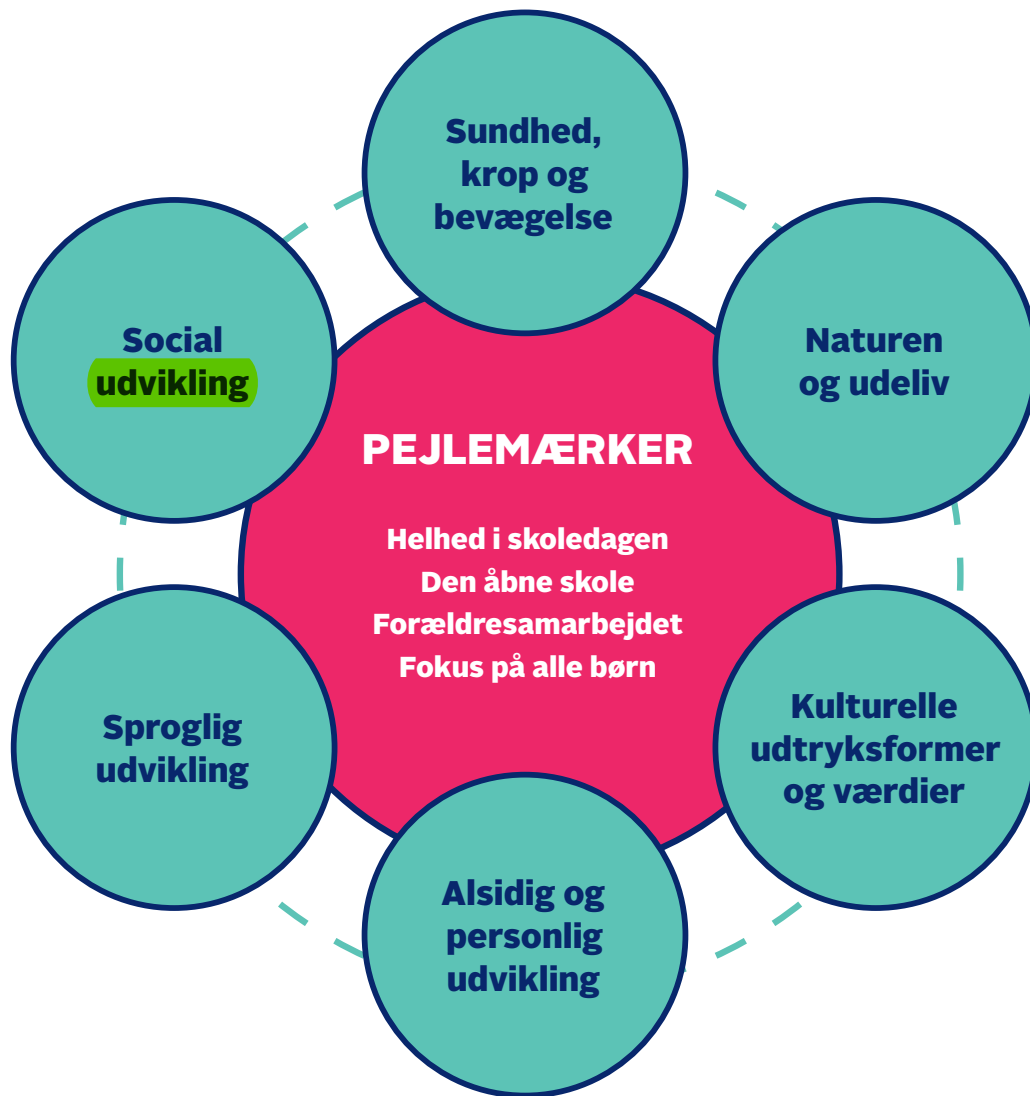 Sundhed,
krop og
bevægelse
Social
udvikling
Naturen
og udeliv
PEJLEMÆRKER
Helhed i skoledagen
Den åbne skole
Forældresamarbejdet
Fokus på alle børn
Sproglig
udvikling
Kulturelle
udtryksformer
og værdier
Alsidig og
personlig
udvikling